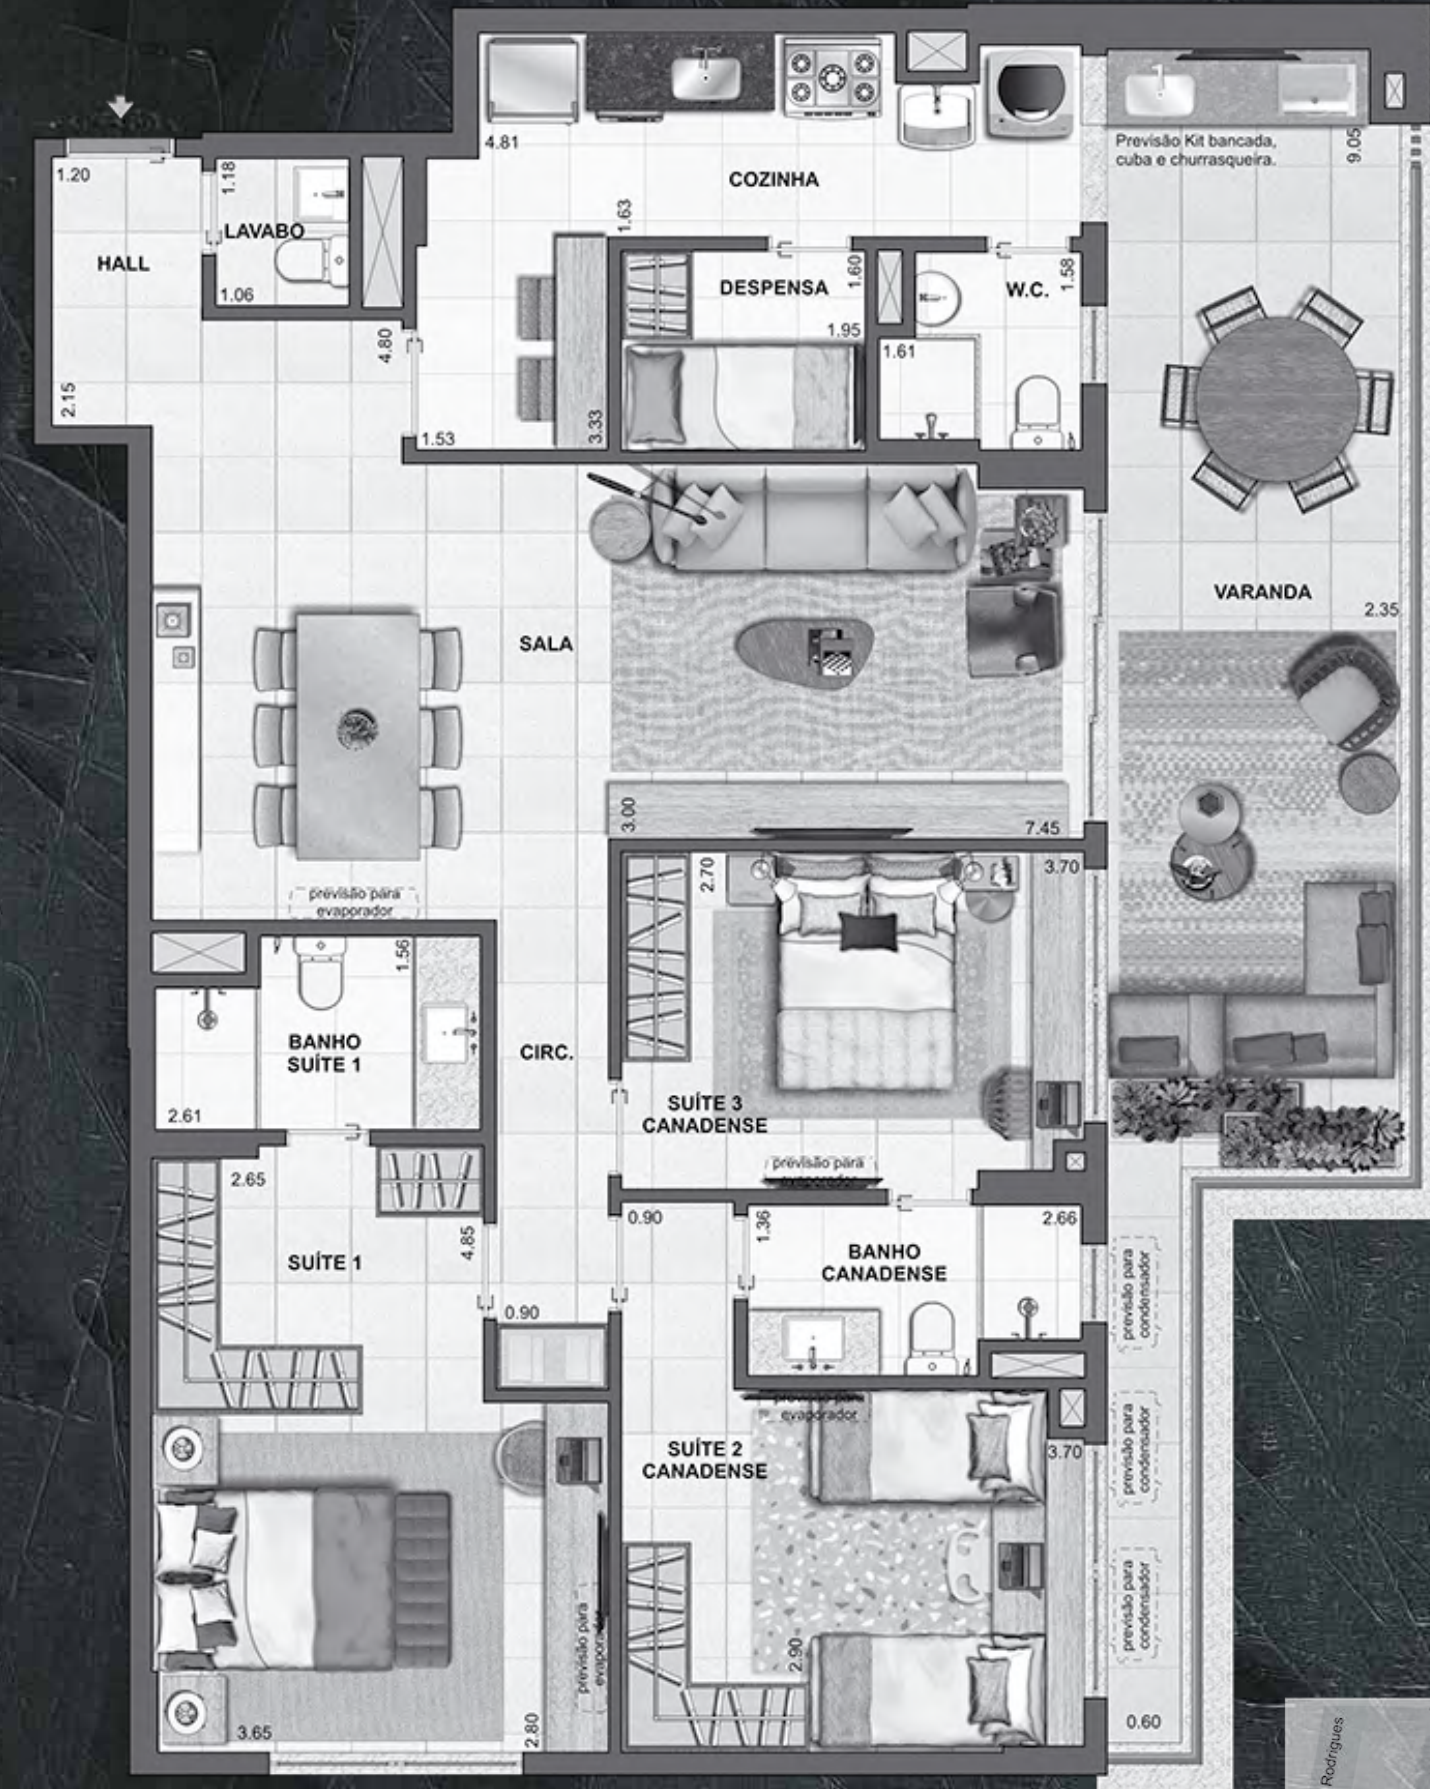 4.81
Previsão Kit bancada,
cuba e churrasqueira.
9.05
1.20
1.18
COZINHA
1.63
LAVABO
HALL
1.06
DESPENSA
1.60
W.C.
1.58
1.95
4.80
1.61
2.15
1.53
3.33
VARANDA
2.35
SALA
3.00
7.45
previsão para
evaporador
2.70
3.70
1.56
BANHO
SUÍTE 1
CIRC.
2.61
SUÍTE 3
CANADENSE
previsão para
evaporador
2.65
0.90
1.36
2.66
4.85
SUÍTE 1
BANHO
CANADENSE
previsão para
condensador
0.90
previsão para
evaporador
SUÍTE 2
CANADENSE
3.70
previsão para
condensador
previsão para
condensador
previsão para
evaporador
2.90
3.65
2.80
0.60
Rodrigues